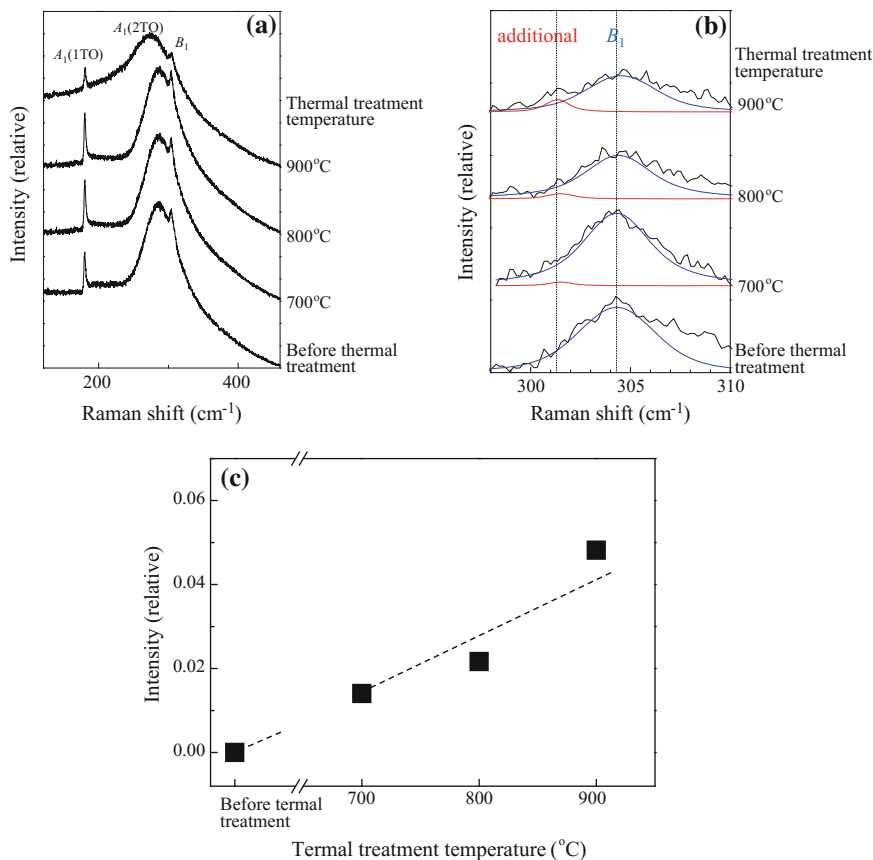 (a)
A1(1TO)
A1(2TO)
B1
Thermal treatment
temperature
900°C
800°C
700°C
Before thermal
treatment
Intensity (relative)
200
400
Raman shift (cm-1)
(b)
additional
B1
Thermal treatment
temperature
900°C
800°C
700°C
Before thermal
treatment
Intensity (relative)
300
305
310
Raman shift (cm-1)
(c)
0.06
0.04
0.02
0.00
Intensity (relative)
Before termal
treatment
700
800
900
Termal treatment temperature (°C)